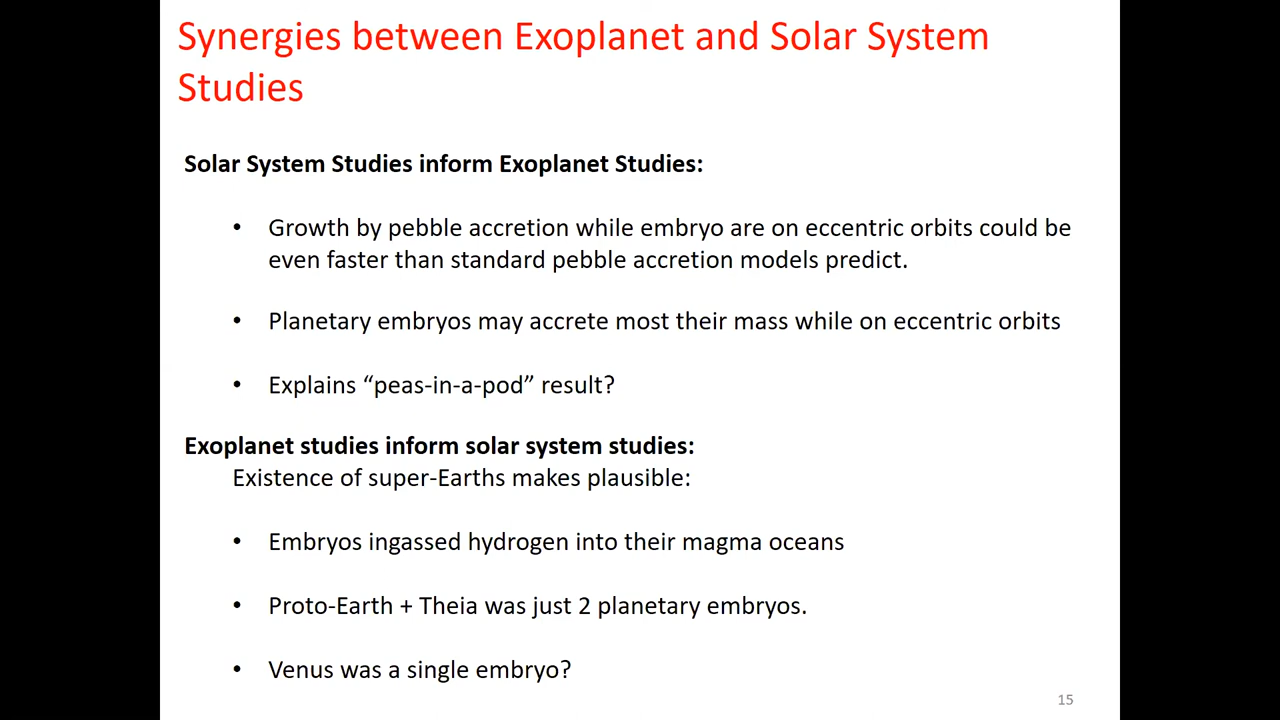 Synergies between Exoplanet and Solar System
Studies
Solar System Studies inform Exoplanet Studies:
• Growth by pebble accretion while embryo are on eccentric orbits could be
even faster than standard pebble accretion models predict.
• Planetary embryos may accrete most their mass while on eccentric orbits
• Explains “peas-in-a-pod” result?
Exoplanet studies inform solar system studies:
Existence of super-Earths makes plausible:
• Embryos ingassed hydrogen into their magma oceans
• Proto-Earth + Theia was just 2 planetary embryos.
• Venus was a single embryo?
15